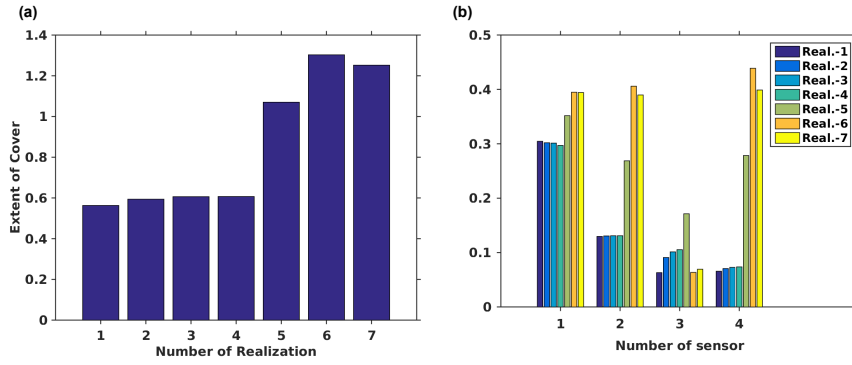 (a)
1.4
1.2
1
0.8
0.6
0.4
0.2
0
Extent of Cover
1 2 3 4 5 6 7
Number of Realization
(b)
0.5
0.4
0.3
0.2
0.1
0
Real.-1
Real.-2
Real.-3
Real.-4
Real.-5
Real.-6
Real.-7
1 2 3 4
Number of sensor